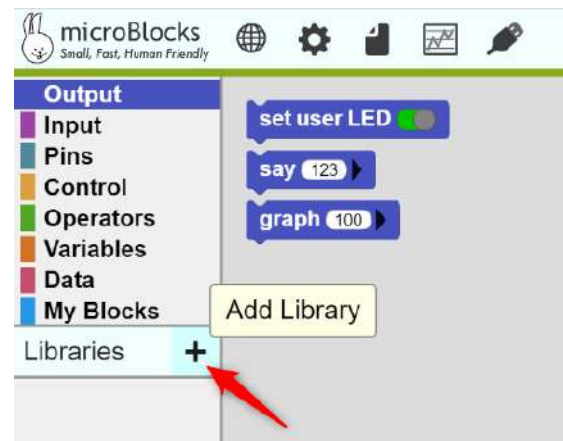 microBlocks
Small, Fast, Human Friendly
Output
Input
Pins
Control
Operators
Variables
Data
My Blocks
Libraries +
set user LED
say 123
graph 100
Add Library